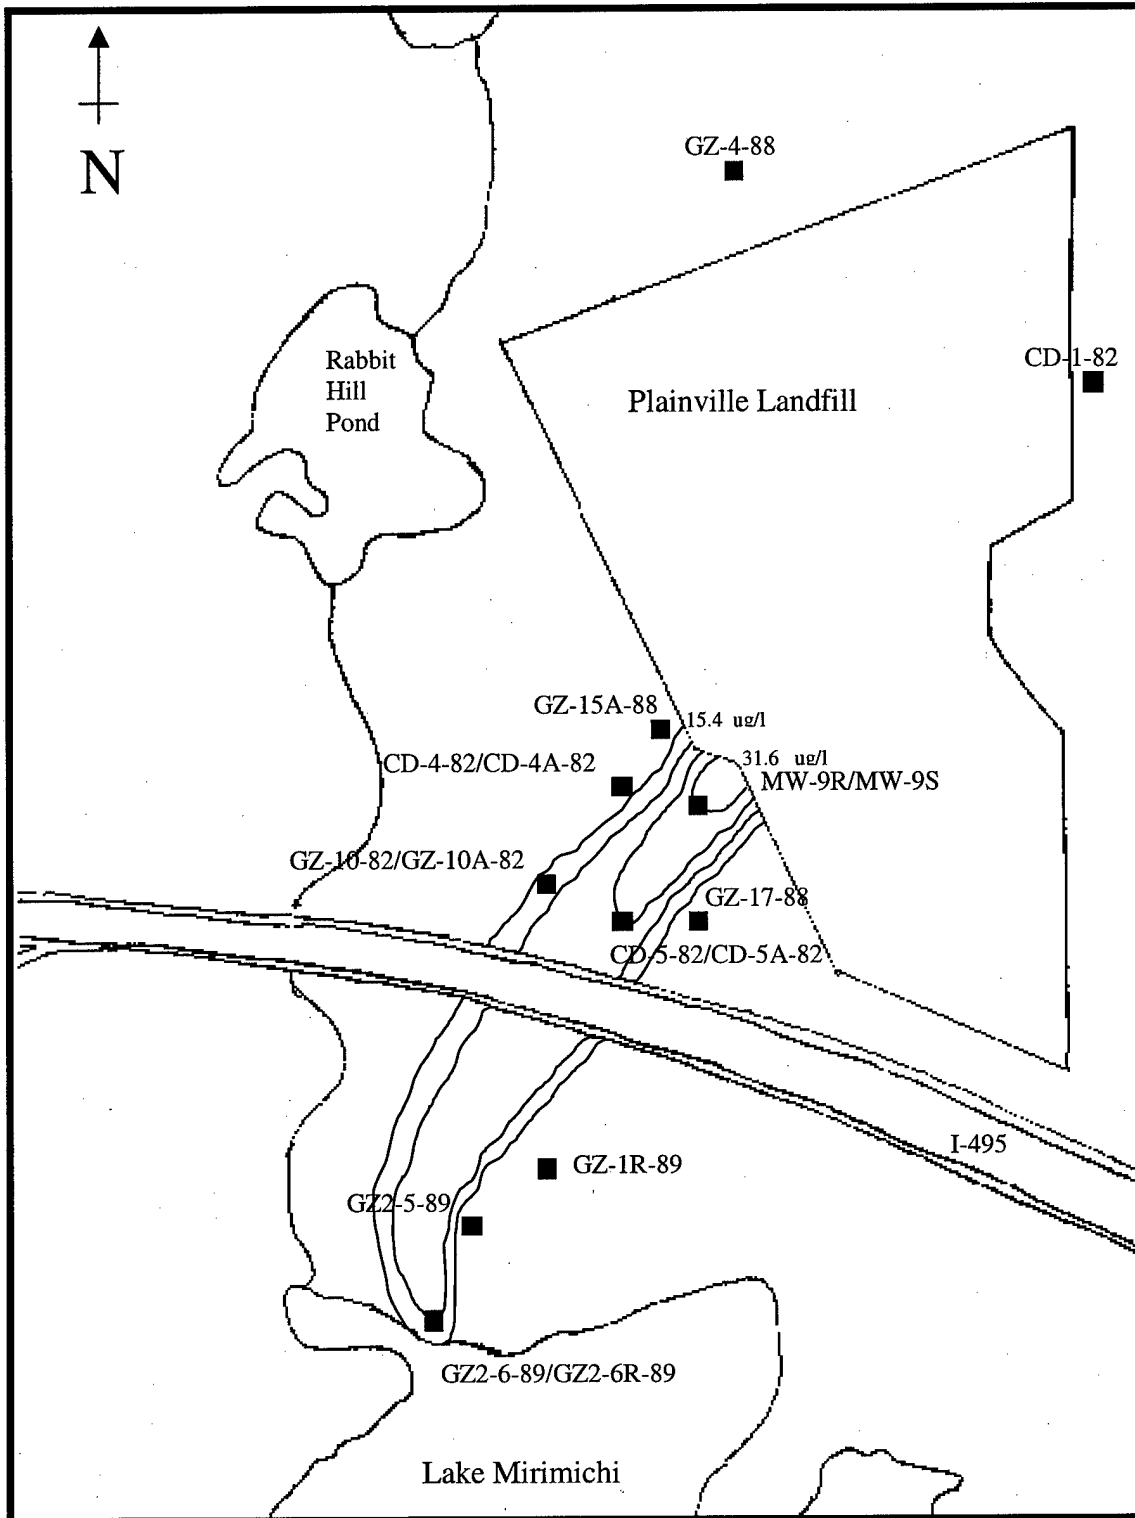 N
GZ-4-88
CD-1-82
Rabbit
Hill
Pond
Plainville Landfill
GZ-15A-88
15.4 ug/l
CD-4-82/CD-4A-82
31.6 ug/l
MW-9R/MW-9S
GZ-10-82/GZ-10A-82
GZ-17-88
CD-5-82/CD-5A-82
I-495
GZ-1R-89
GZ2-5-89
GZ2-6-89/GZ2-6R-89
Lake Mirimichi